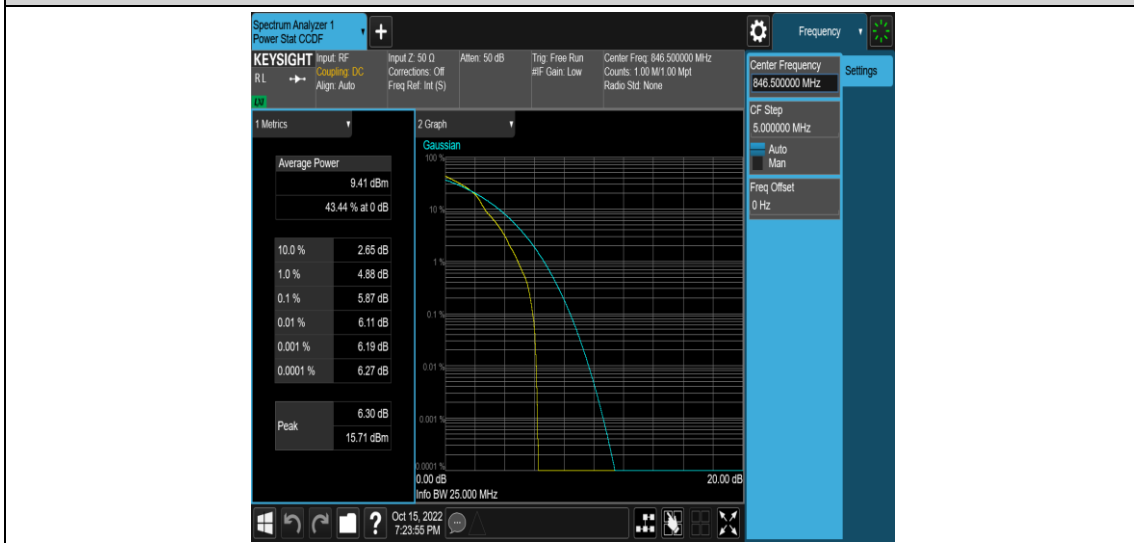 Spectrum Analyzer 1
Power Stat CCDF
+
Frequency
KEYSIGHT
RL
LXI
Input: RF
Coupling: DC
Align: Auto
Input Z: 50 Ω
Corrections: Off
Freq Ref: Int (S)
Atten: 50 dB
Trig: Free Run
#IF Gain: Low
Center Freq: 846.500000 MHz
Counts: 1.00 M/1.00 Mpt
Radio Std: None
Center Frequency
846.500000 MHz
Settings
CF Step
5.000000 MHz
Auto
Man
Freq Offset
0 Hz
1 Metrics
Average Power
9.41 dBm
43.44 % at 0 dB
10.0 % 2.65 dB
1.0 % 4.88 dB
0.1 % 5.87 dB
0.01 % 6.11 dB
0.001 % 6.19 dB
0.0001 % 6.27 dB
Peak
6.30 dB
15.71 dBm
2 Graph
Gaussian
100 %
10 %
1 %
0.1 %
0.01 %
0.001 %
0.0001 %
0.00 dB 20.00 dB
Info BW 25.000 MHz
?
Oct 15, 2022
7:23:55 PM